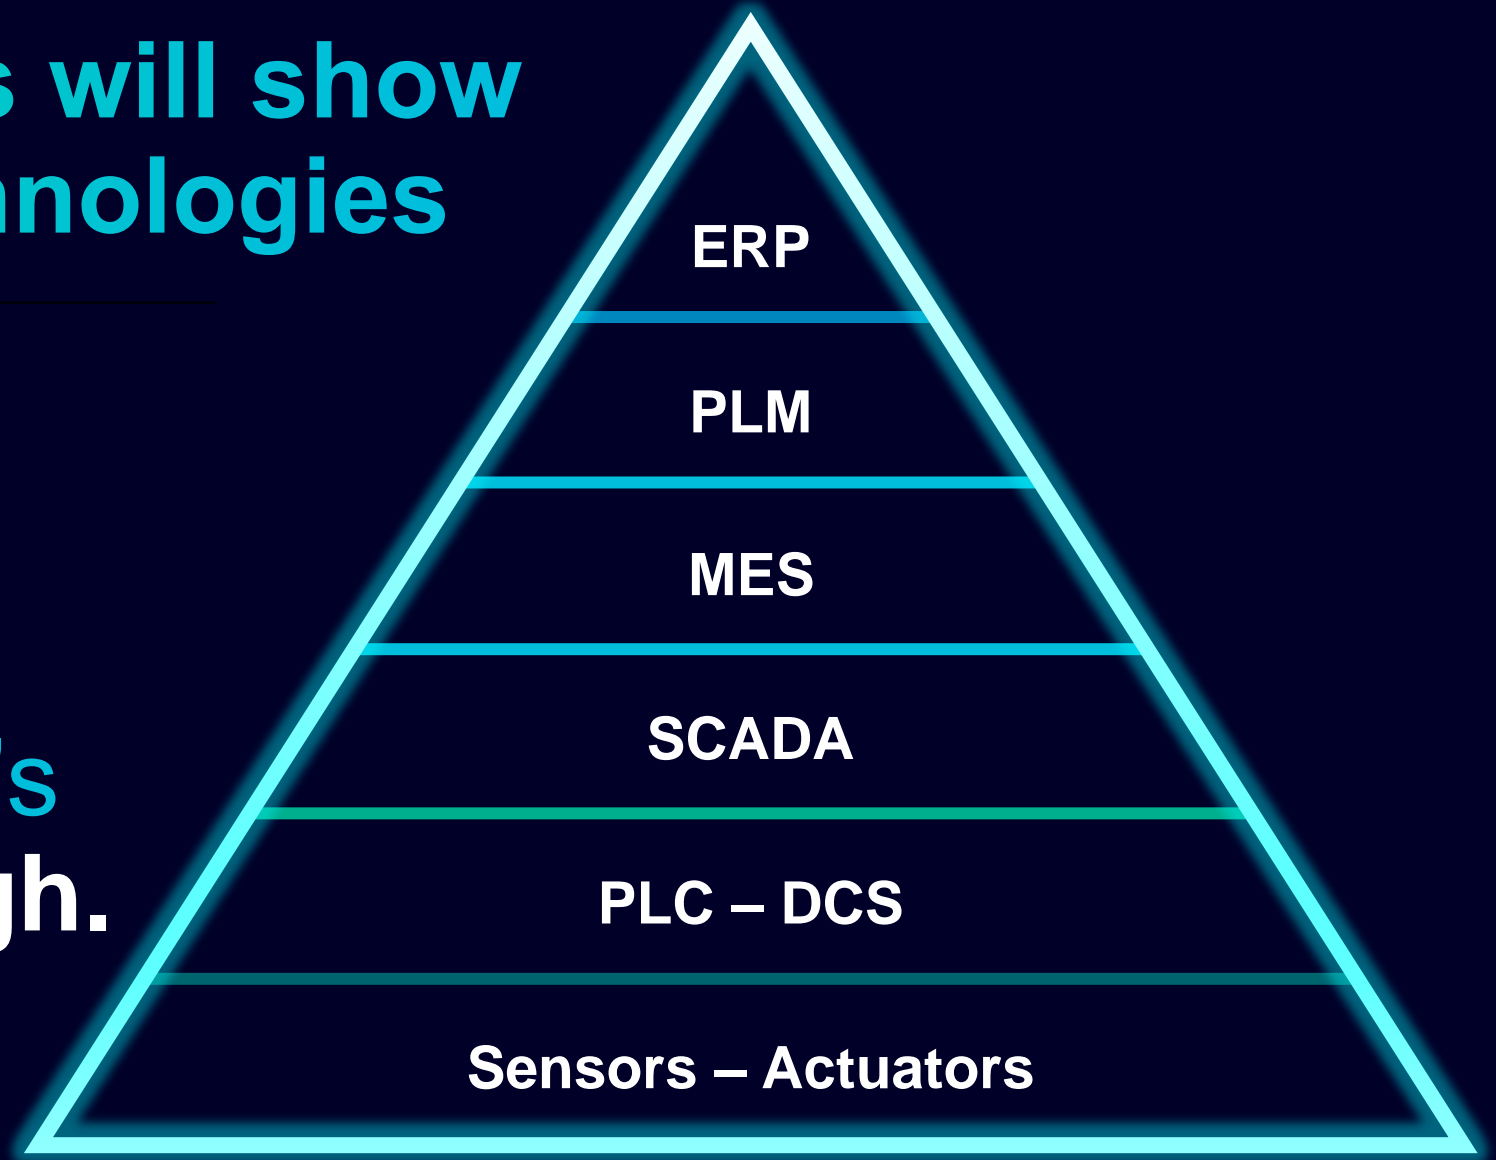 s will show
nologies
ERP
PLM
MES
SCADA
's
gh.
PLC – DCS
Sensors – Actuators